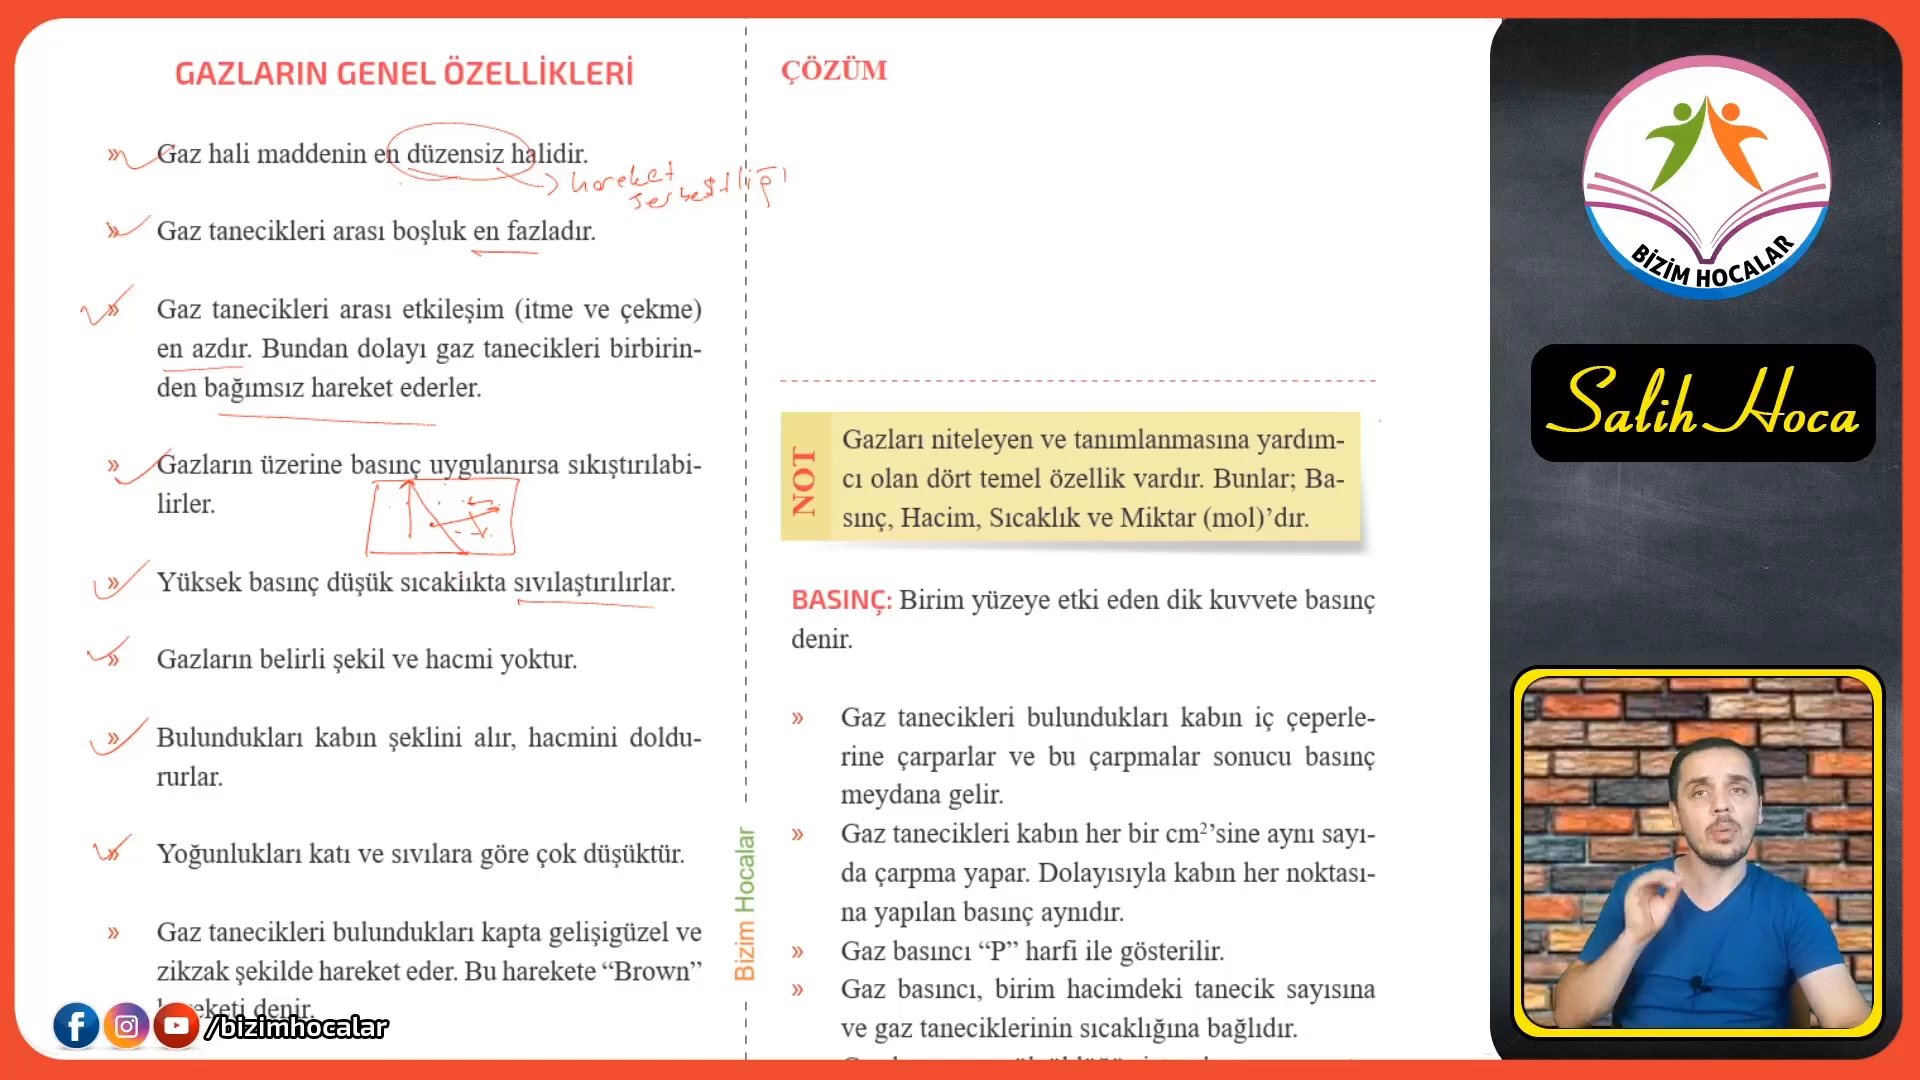 GAZLARIN GENEL ÖZELLİKLERİ
» Gaz hali maddenin en düzensiz halidir.
hareket
serbestliği
» Gaz tanecikleri arası boşluk en fazladır.
» Gaz tanecikleri arası etkileşim (itme ve çekme)
en azdır. Bundan dolayı gaz tanecikleri birbirin-
den bağımsız hareket ederler.
» Gazların üzerine basınç uygulanırsa sıkıştırılabi-
lirler.
» Yüksek basınç düşük sıcaklıkta sıvılaştırılırlar.
» Gazların belirli şekil ve hacmi yoktur.
» Bulundukları kabın şeklini alır, hacmini doldu-
rurlar.
» Yoğunlukları katı ve sıvılara göre çok düşüktür.
» Gaz tanecikleri bulundukları kapta gelişigüzel ve
zikzak şekilde hareket eder. Bu harekete “Brown”
hareketi denir.
/bizimhocalar
Bizim Hocalar
ÇÖZÜM
NOT
Gazları niteleyen ve tanımlanmasına yardım-
cı olan dört temel özellik vardır. Bunlar; Ba-
sınç, Hacim, Sıcaklık ve Miktar (mol)’dır.
BASINÇ: Birim yüzeye etki eden dik kuvvete basınç
denir.
» Gaz tanecikleri bulundukları kabın iç çeperle-
rine çarparlar ve bu çarpmalar sonucu basınç
meydana gelir.
» Gaz tanecikleri kabın her bir cm²’sine aynı sayı-
da çarpma yapar. Dolayısıyla kabın her noktası-
na yapılan basınç aynıdır.
» Gaz basıncı “P” harfi ile gösterilir.
» Gaz basıncı, birim hacimdeki tanecik sayısına
ve gaz taneciklerinin sıcaklığına bağlıdır.
BİZİM HOCALAR
Salih Hoca